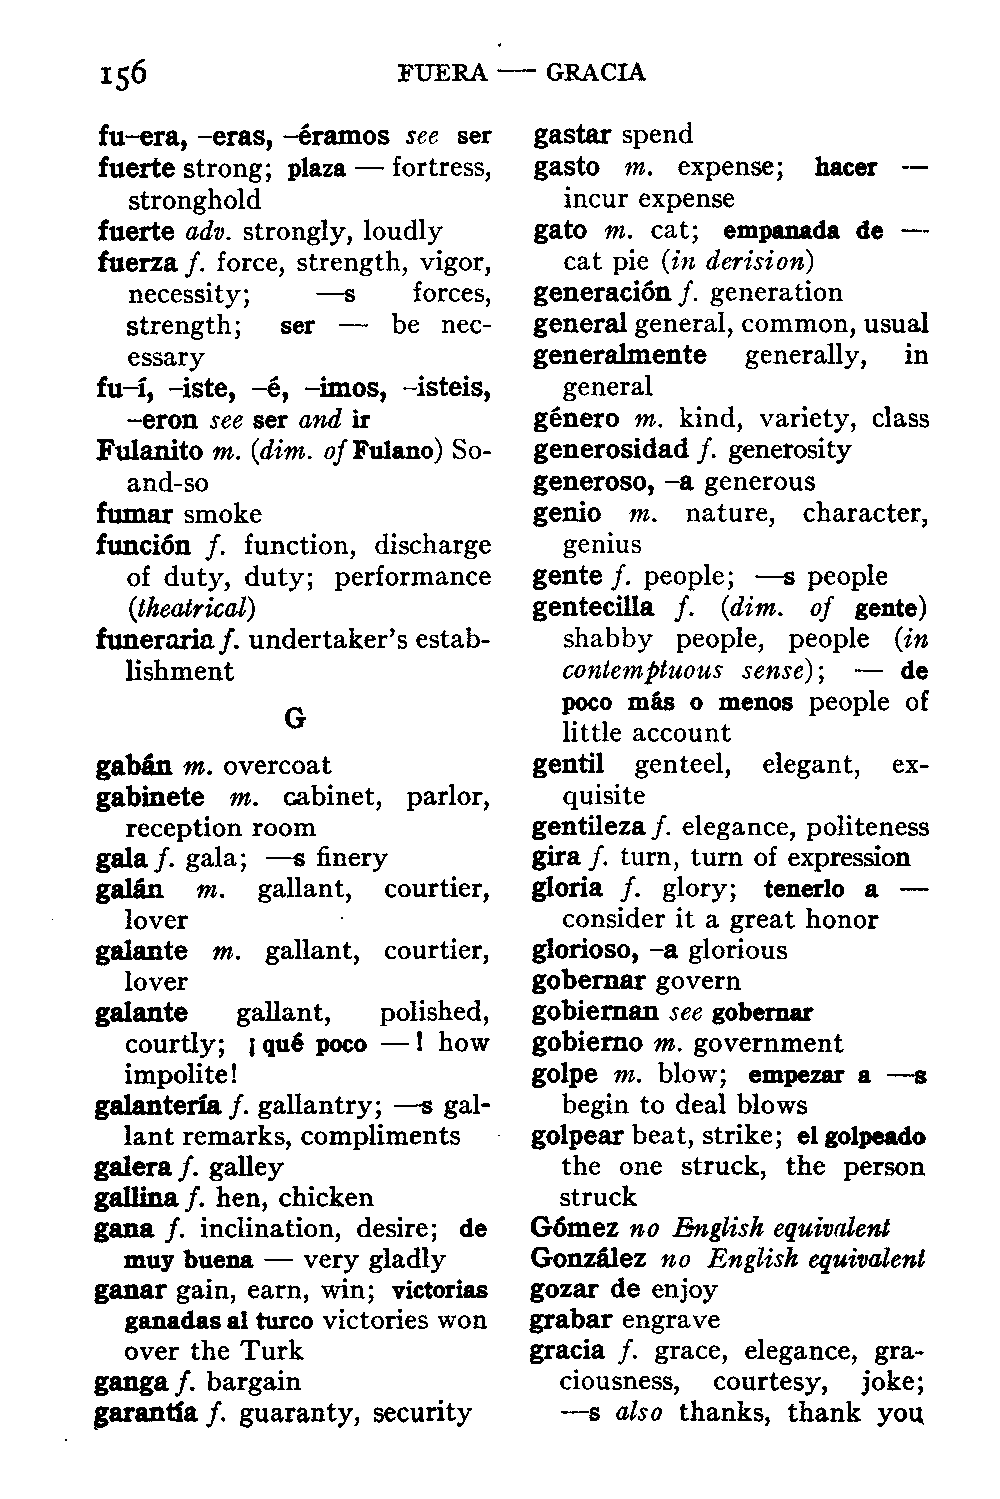 156 FUERA — GRACIA
fu–era, –eras, –éramos see ser
fuerte strong; plaza — fortress,
stronghold
fuerte adv. strongly, loudly
fuerza f. force, strength, vigor,
necessity; —s forces,
strength; ser — be nec-
essary
fu–í, –iste, –é, –imos, –isteis,
–eron see ser and ir
Fulanito m. (dim. of Fulano) So-
and-so
fumar smoke
función f. function, discharge
of duty, duty; performance
(theatrical)
funeraria f. undertaker's estab-
lishment
G
gabán m. overcoat
gabinete m. cabinet, parlor,
reception room
gala f. gala; —s finery
galán m. gallant, courtier,
lover
galante m. gallant, courtier,
lover
galante gallant, polished,
courtly; ¡ qué poco — ! how
impolite!
galantería f. gallantry; —s gal-
lant remarks, compliments
galera f. galley
gallina f. hen, chicken
gana f. inclination, desire; de
muy buena — very gladly
ganar gain, earn, win; victorias
ganadas al turco victories won
over the Turk
ganga f. bargain
garantía f. guaranty, security
gastar spend
gasto m. expense; hacer —
incur expense
gato m. cat; empanada de —
cat pie (in derision)
generación f. generation
general general, common, usual
generalmente generally, in
general
género m. kind, variety, class
generosidad f. generosity
generoso, –a generous
genio m. nature, character,
genius
gente f. people; —s people
gentecilla f. (dim. of gente)
shabby people, people (in
contemptuous sense); — de
poco más o menos people of
little account
gentil genteel, elegant, ex-
quisite
gentileza f. elegance, politeness
gira f. turn, turn of expression
gloria f. glory; tenerlo a —
consider it a great honor
glorioso, –a glorious
gobernar govern
gobiernan see gobernar
gobierno m. government
golpe m. blow; empezar a —s
begin to deal blows
golpear beat, strike; el golpeado
the one struck, the person
struck
Gómez no English equivalent
González no English equivalent
gozar de enjoy
grabar engrave
gracia f. grace, elegance, gra-
ciousness, courtesy, joke;
—s also thanks, thank you